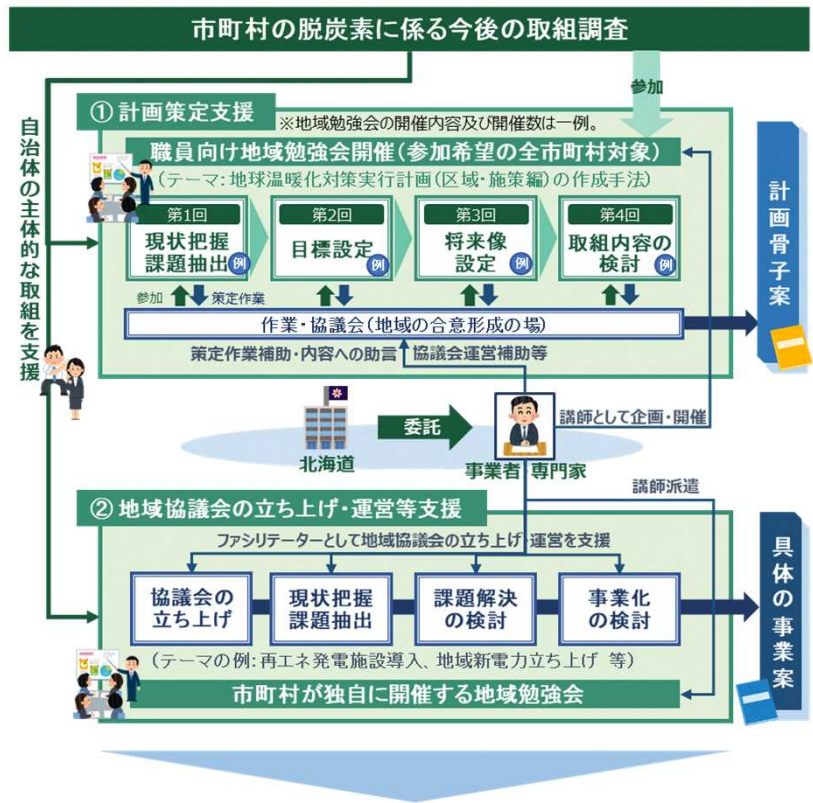 市町村の脱炭素に係る今後の取組調査
参加
自治体の主体的な取組を支援
① 計画策定支援
※地域勉強会の開催内容及び開催数は一例。
職員向け地域勉強会開催(参加希望の全市町村対象)
(テーマ:地球温暖化対策実行計画(区域・施策編)の作成手法)
第1回
現状把握
課題抽出
例
第2回
目標設定
例
第3回
将来像
設定
例
第4回
取組内容の
検討
例
参加
策定作業
作業・協議会(地域の合意形成の場)
策定作業補助・内容への助言
協議会運営補助等
計画骨子案
北海道
委託
事業者・専門家
講師として企画・開催
講師派遣
② 地域協議会の立ち上げ・運営等支援
ファシリテーターとして地域協議会の立ち上げ・運営を支援
協議会の
立ち上げ
現状把握
課題抽出
課題解決
の検討
事業化
の検討
(テーマの例:再エネ発電施設導入、地域新電力立ち上げ 等)
市町村が独自に開催する地域勉強会
具体の事業案